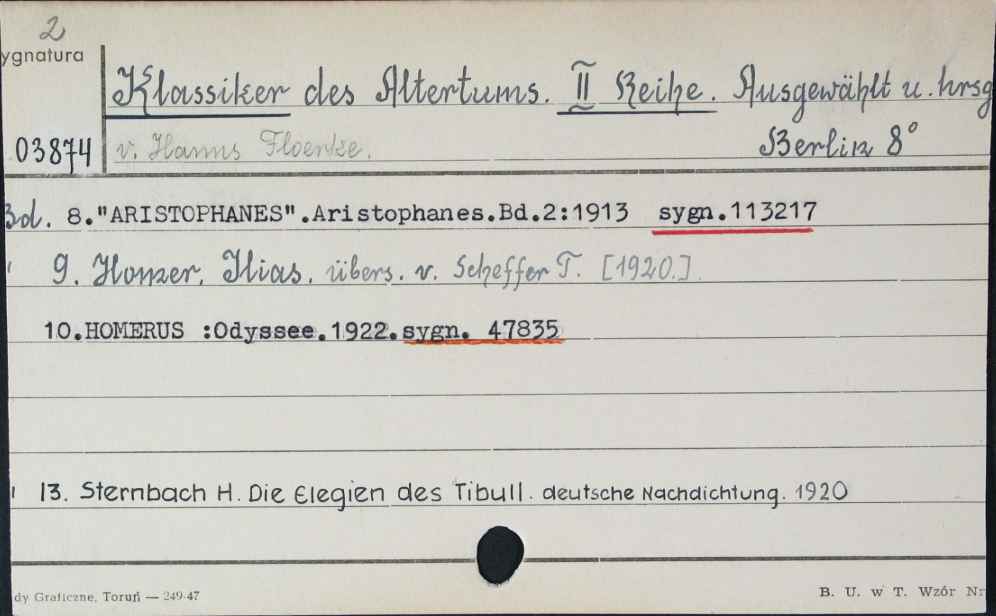 2
ygnatura
Klassiker des Altertums. II Reihe. Ausgewählt u. hrsg
03874 v. Hanns Floerke. Berlin 8°
Bd. 8."ARISTOPHANES".Aristophanes.Bd.2:1913 sygn.113217
9. Homer, Ilias. übers. v. Scheffer T. [1920.]
10.HOMERUS :Odyssee.1922.sygn. 47835
13. Sternbach H. Die Elegien des Tibull. deutsche Nachdichtung. 1920
dy Graficzne, Toruń — 249-47 B. U. w T. Wzór Nr